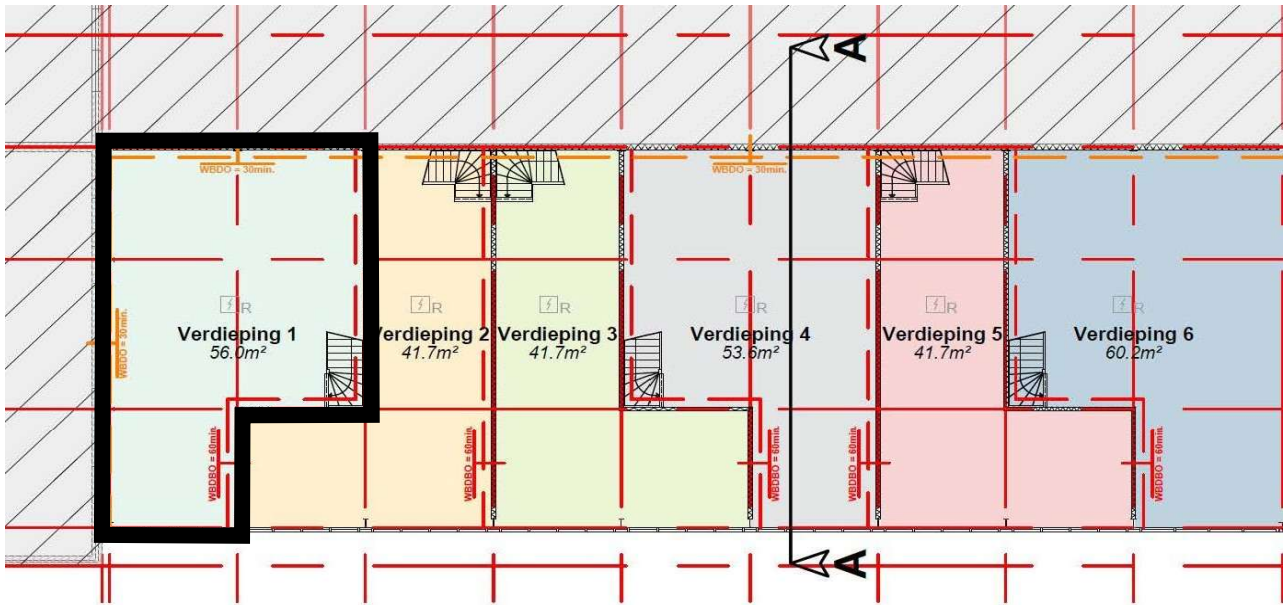 A
WBDO = 30min.
WBDO = 30min.
R
R
R
R
R
R
Verdieping 1
56.0m²
Verdieping 2
41.7m²
Verdieping 3
41.7m²
Verdieping 4
53.6m²
Verdieping 5
41.7m²
Verdieping 6
60.2m²
WBDO = 30min.
WBDBO = 60min.
WBDBO = 60min.
WBDBO = 60min.
WBDBO = 60min.
WBDBO = 60min.
A